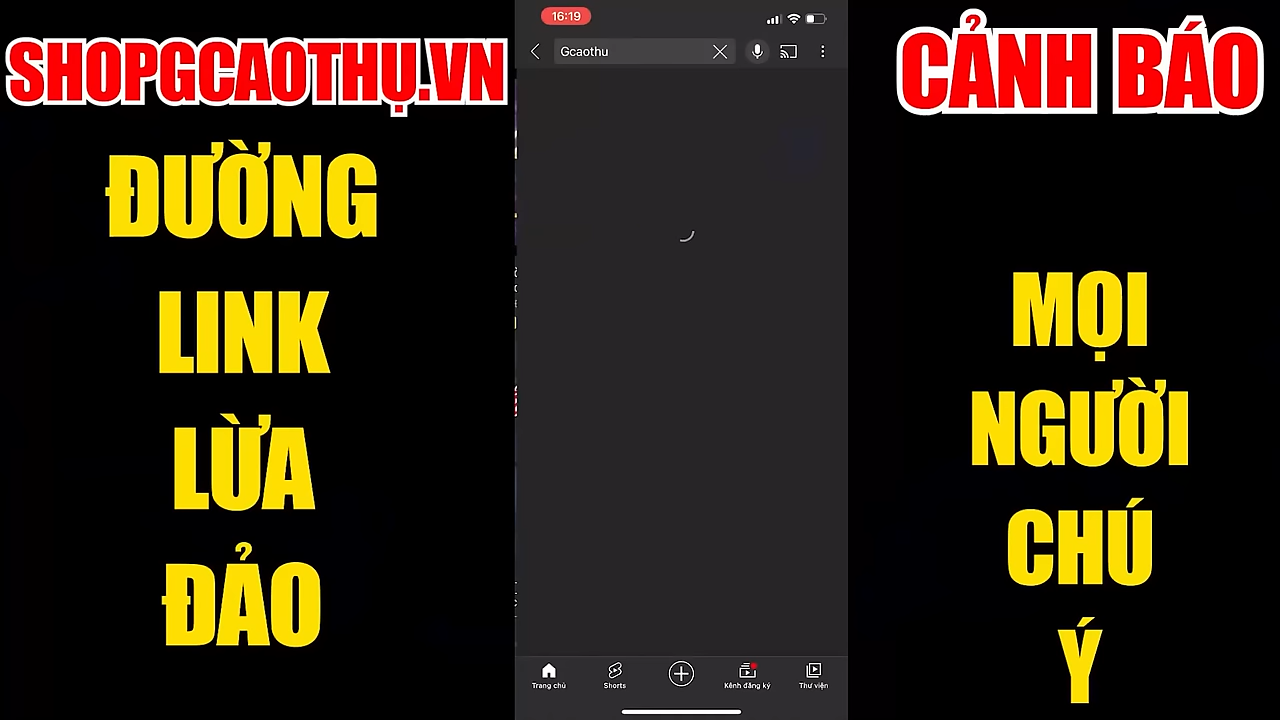 SHOPGCAOTHỤ.VN
ĐƯỜNG
LINK
LỪA
ĐẢO
16:19
Gcaothu
Trang chủ
Shorts
Kênh đăng ký
Thư viện
CẢNH BÁO
MỌI
NGƯỜI
CHÚ
Ý